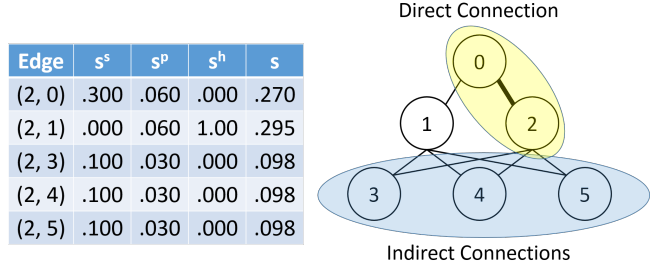 Edge s^s s^p s^h s
(2, 0) .300 .060 .000 .270
(2, 1) .000 .060 1.00 .295
(2, 3) .100 .030 .000 .098
(2, 4) .100 .030 .000 .098
(2, 5) .100 .030 .000 .098
Direct Connection
0
1 2
3 4 5
Indirect Connections